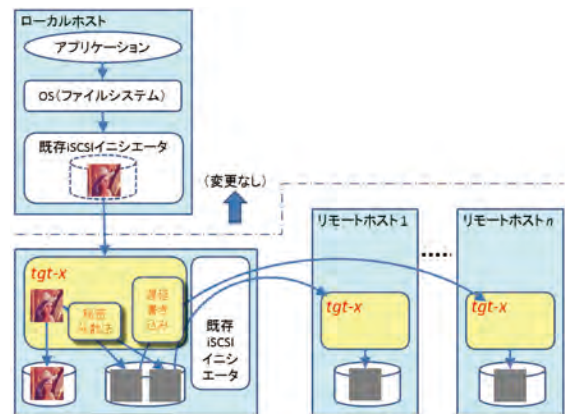 ローカルホスト
アプリケーション
OS(ファイルシステム)
既存iSCSIイニシエータ
(変更なし)
リモートホスト1
リモートホストn
tgt-x
秘密
分散法
遅延
書き
込み
既存
iSCSI
イニシ
エータ
tgt-x
tgt-x